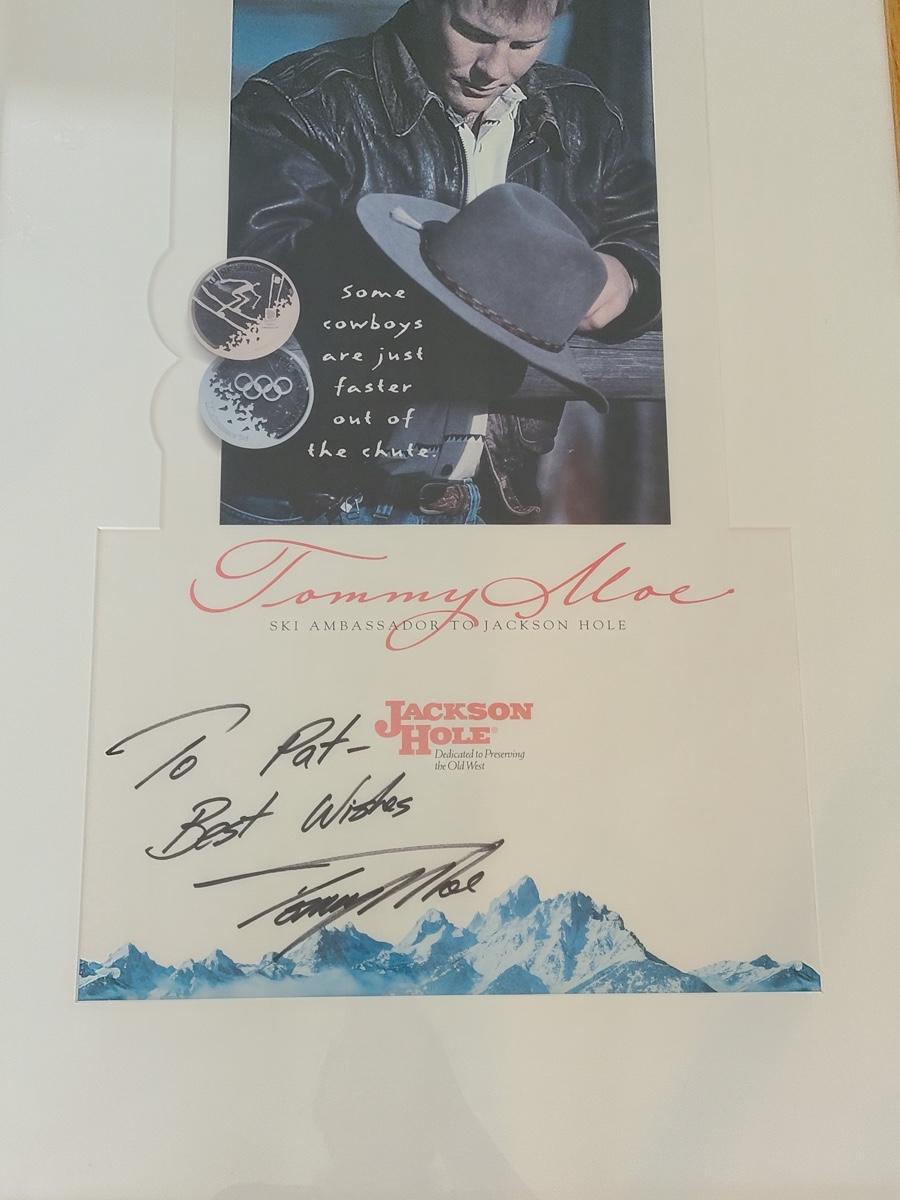 Some
cowboys
are just
faster
out of
the chute.
Tommy Moe
SKI AMBASSADOR TO JACKSON HOLE
JACKSON
HOLE®
Dedicated to Preserving
the Old West
To Pat-
Best Wishes
Tommy Moe